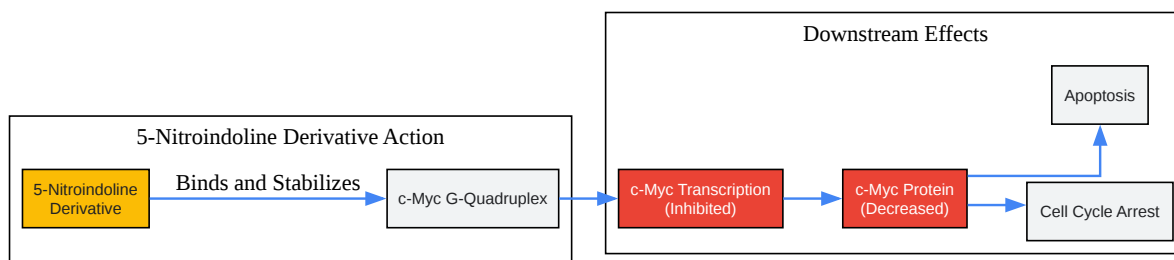 5-Nitroindoline Derivative Action
5-Nitroindoline
Derivative
Binds and Stabilizes
c-Myc G-Quadruplex
Downstream Effects
c-Myc Transcription
(Inhibited)
c-Myc Protein
(Decreased)
Apoptosis
Cell Cycle Arrest